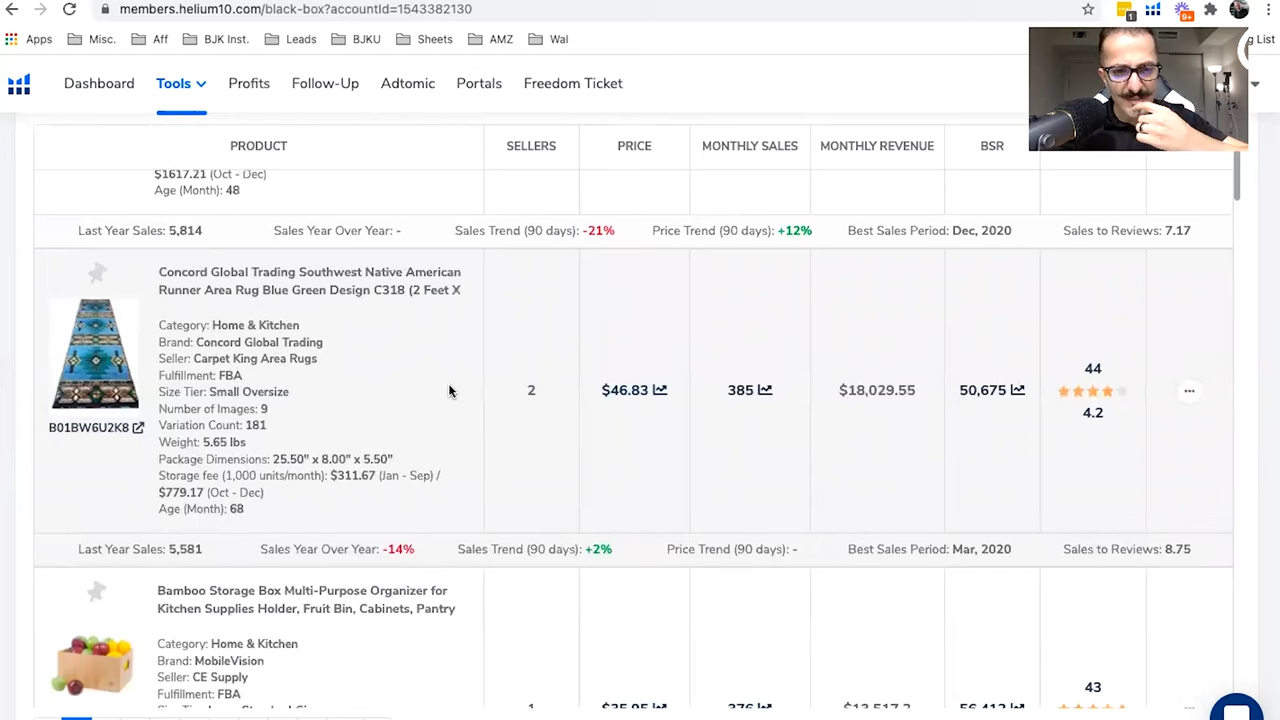 members.helium10.com/black-box?accountId=1543382130
1
9+
Apps Misc. Aff BJK Inst. Leads BJKU Sheets AMZ Wal
g List
Dashboard Tools Profits Follow-Up Adtomic Portals Freedom Ticket
PRODUCT SELLERS PRICE MONTHLY SALES MONTHLY REVENUE BSR
$1617.21 (Oct - Dec)
Age (Month): 48
Last Year Sales: 5,814 Sales Year Over Year: - Sales Trend (90 days): -21% Price Trend (90 days): +12% Best Sales Period: Dec, 2020 Sales to Reviews: 7.17
Concord Global Trading Southwest Native American
Runner Area Rug Blue Green Design C318 (2 Feet X
Category: Home & Kitchen
Brand: Concord Global Trading
Seller: Carpet King Area Rugs
Fulfillment: FBA
Size Tier: Small Oversize
Number of Images: 9
Variation Count: 181
Weight: 5.65 lbs
Package Dimensions: 25.50" x 8.00" x 5.50"
Storage fee (1,000 units/month): $311.67 (Jan - Sep) /
$779.17 (Oct - Dec)
Age (Month): 68
B01BW6U2K8
2 $46.83 385 $18,029.55 50,675
44
4.2
Last Year Sales: 5,581 Sales Year Over Year: -14% Sales Trend (90 days): +2% Price Trend (90 days): - Best Sales Period: Mar, 2020 Sales to Reviews: 8.75
Bamboo Storage Box Multi-Purpose Organizer for
Kitchen Supplies Holder, Fruit Bin, Cabinets, Pantry
Category: Home & Kitchen
Brand: MobileVision
Seller: CE Supply
Fulfillment: FBA
43